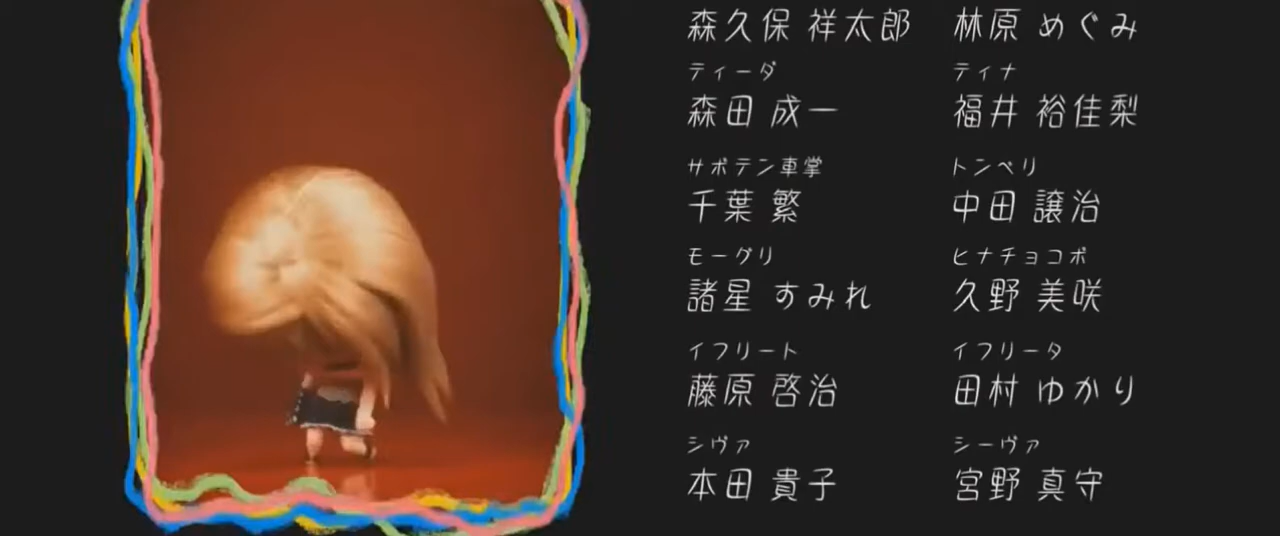 森久保 祥太郎 林原 めぐみ
ティーダ ティナ
森田 成一 福井 裕佳梨
サボテン車掌 トンベリ
千葉 繁 中田 譲治
モーグリ ヒナチョコボ
諸星 すみれ 久野 美咲
イフリート イフリータ
藤原 啓治 田村 ゆかり
シヴァ シーヴァ
本田 貴子 宮野 真守